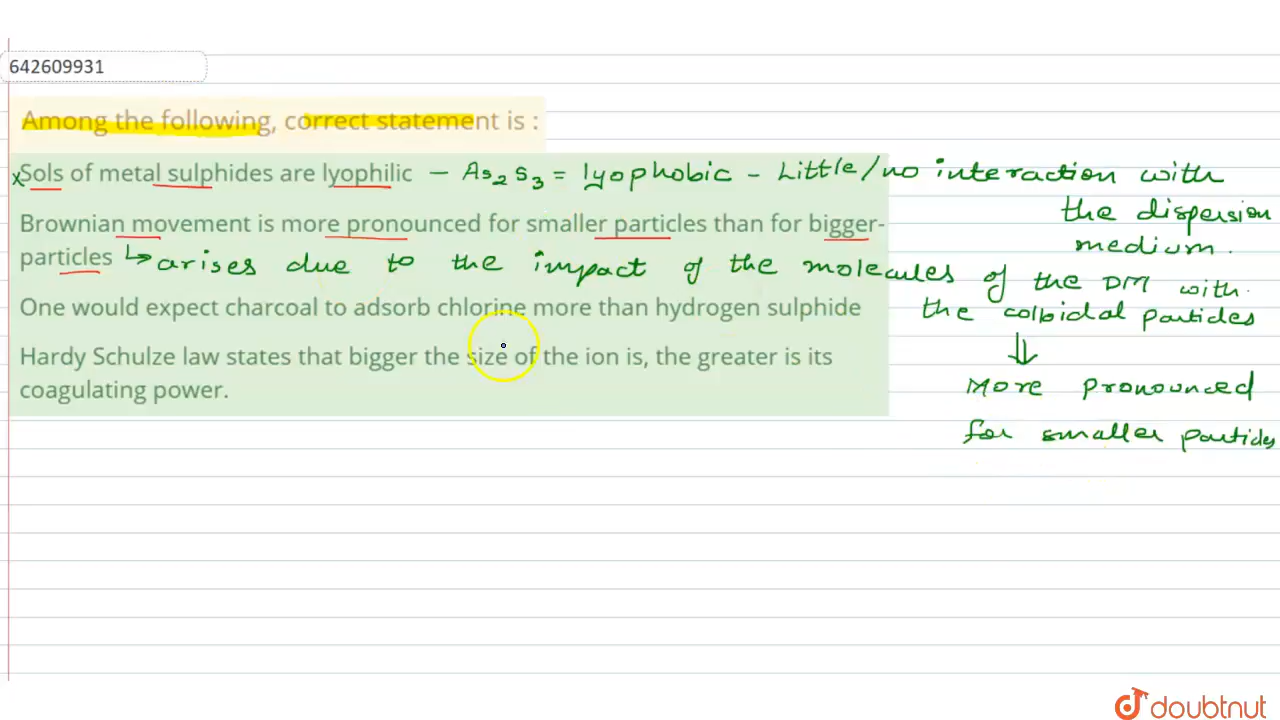 642609931
Among the following, correct statement is :
xSols of metal sulphides are lyophilic - As2S3 = lyophobic - Little/no interaction with
the dispersion
medium.
Brownian movement is more pronounced for smaller particles than for bigger-
particles ↳ arises due to the impact of the molecules of the DM with.
the colloidal particles
⇓
More pronounced
for smaller particles
One would expect charcoal to adsorb chlorine more than hydrogen sulphide
Hardy Schulze law states that bigger the size of the ion is, the greater is its
coagulating power.
doubtnut